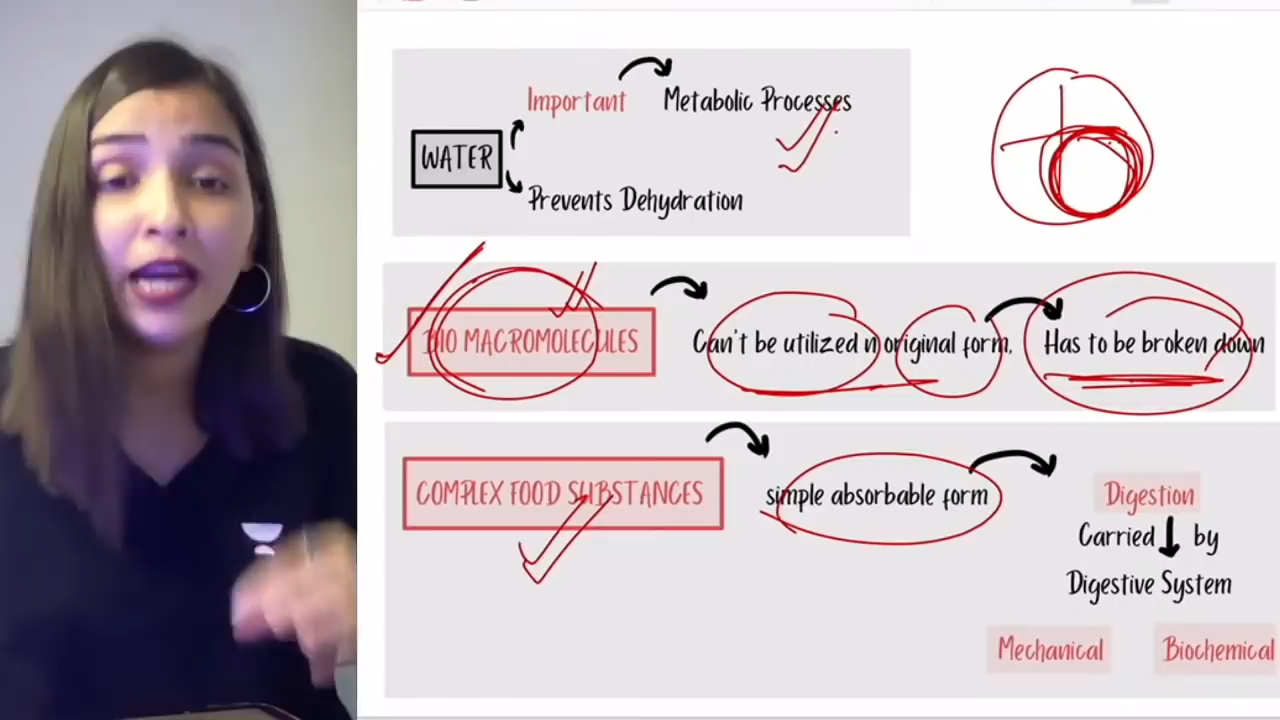 Important
Metabolic Processes
WATER
Prevents Dehydration
BIO MACROMOLECULES
Can't be utilized n original form.
Has to be broken down
COMPLEX FOOD SUBSTANCES
simple absorbable form
Digestion
Carried by
Digestive System
Mechanical
Biochemical